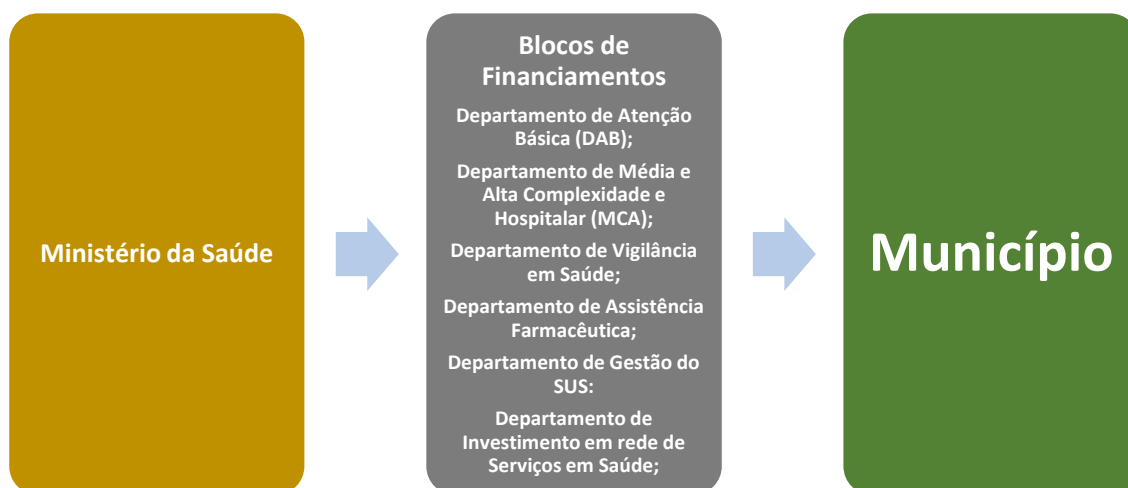 Ministério da Saúde
Blocos de
Financiamentos
Departamento de Atenção
Básica (DAB);
Departamento de Média e
Alta Complexidade e
Hospitalar (MCA);
Departamento de Vigilância
em Saúde;
Departamento de Assistência
Farmacêutica;
Departamento de Gestão do
SUS:
Departamento de
Investimento em rede de
Serviços em Saúde;
Município